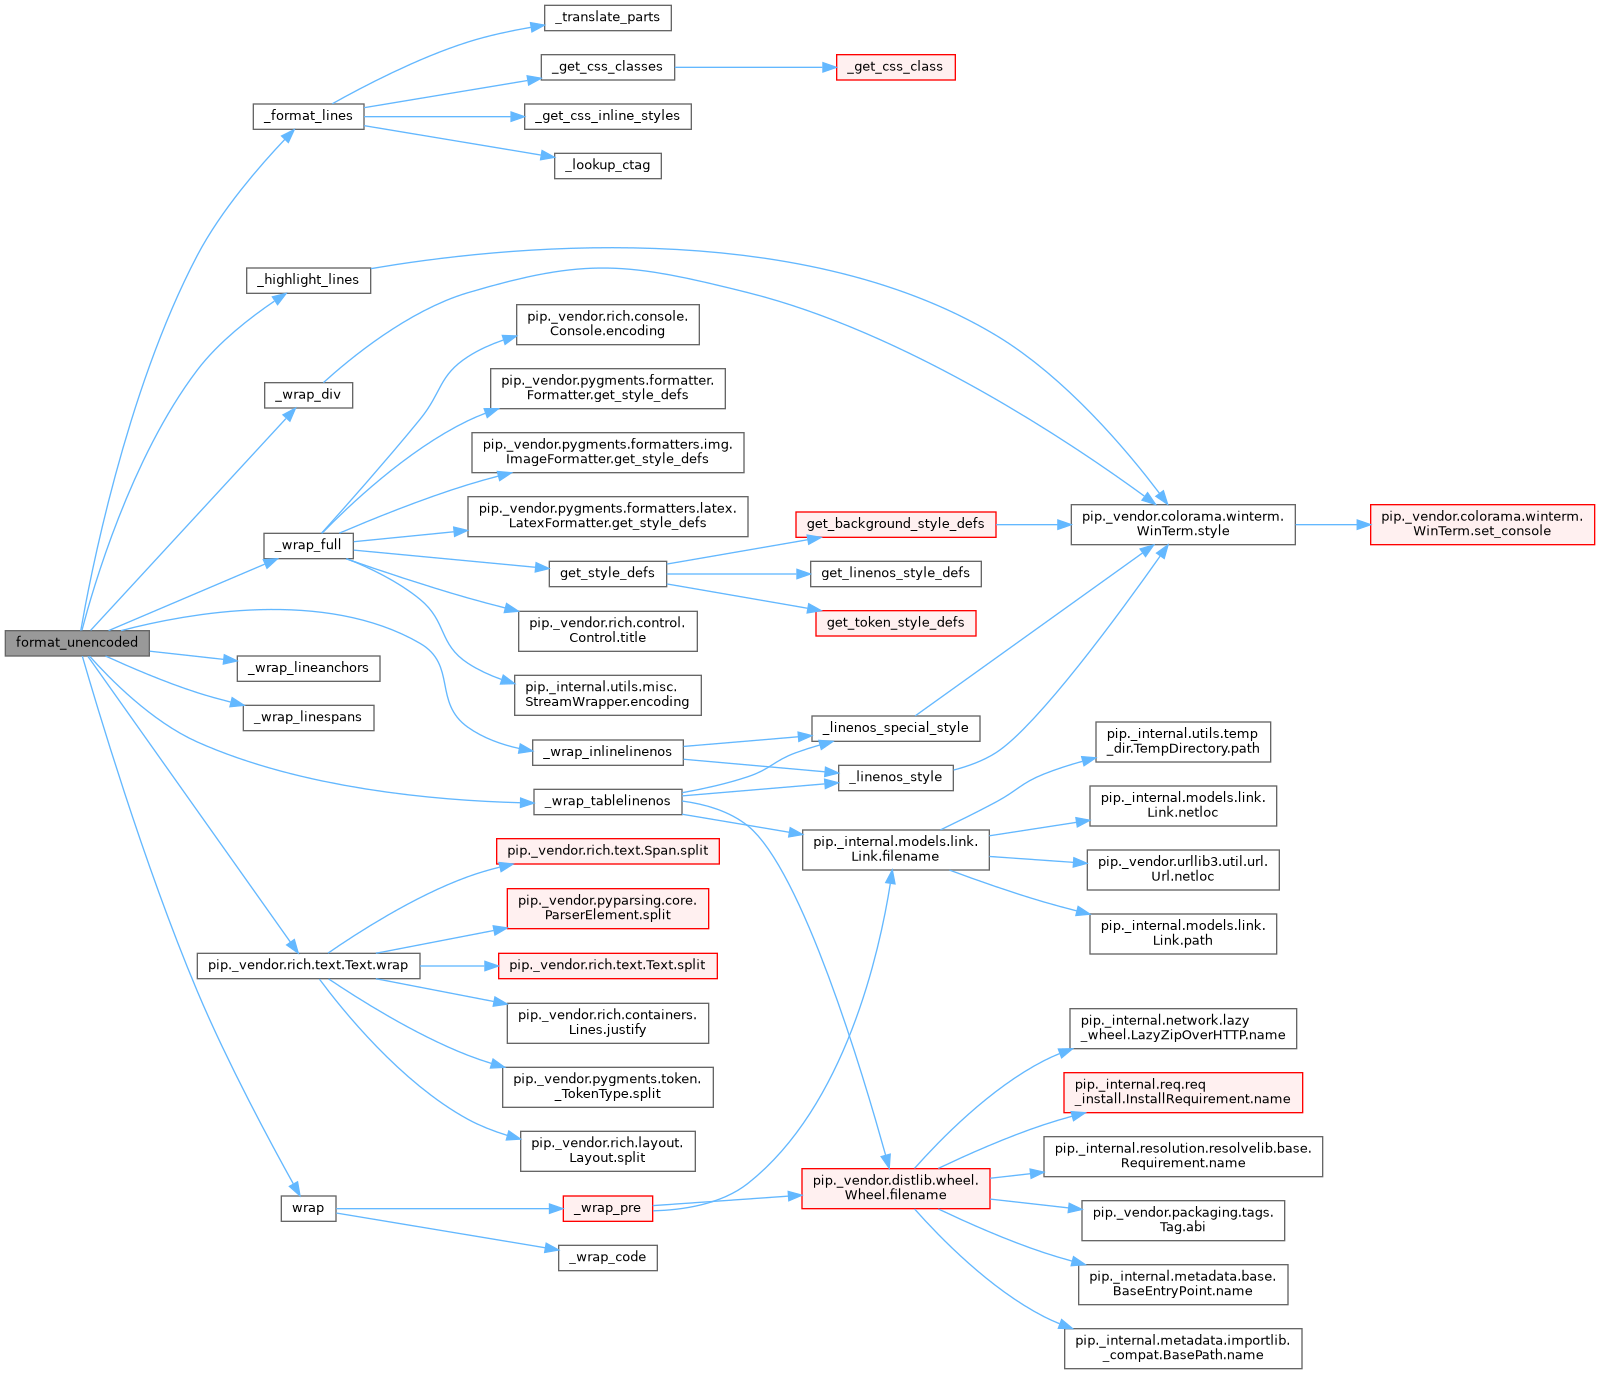 _translate_parts
_get_css_classes
_get_css_class
_format_lines
_get_css_inline_styles
_lookup_ctag
_highlight_lines
pip._vendor.rich.console.
Console.encoding
_wrap_div
pip._vendor.pygments.formatter.
Formatter.get_style_defs
pip._vendor.pygments.formatters.img.
ImageFormatter.get_style_defs
pip._vendor.pygments.formatters.latex.
LatexFormatter.get_style_defs
get_background_style_defs
pip._vendor.colorama.winterm.
WinTerm.style
pip._vendor.colorama.winterm.
WinTerm.set_console
_wrap_full
get_style_defs
get_linenos_style_defs
get_token_style_defs
pip._vendor.rich.control.
Control.title
format_unencoded
_wrap_lineanchors
pip._internal.utils.misc.
StreamWrapper.encoding
_wrap_linespans
_linenos_special_style
_wrap_inlinelinenos
pip._internal.utils.temp
_dir.TempDirectory.path
_linenos_style
_wrap_tablelinenos
pip._internal.models.link.
Link.netloc
pip._vendor.rich.text.Span.split
pip._internal.models.link.
Link.filename
pip._vendor.urllib3.util.url.
Url.netloc
pip._vendor.pyparsing.core.
ParserElement.split
pip._internal.models.link.
Link.path
pip._vendor.rich.text.Text.wrap
pip._vendor.rich.text.Text.split
pip._vendor.rich.containers.
Lines.justify
pip._internal.network.lazy
_wheel.LazyZipOverHTTP.name
pip._vendor.pygments.token.
_TokenType.split
pip._internal.req.req
_install.InstallRequirement.name
pip._vendor.rich.layout.
Layout.split
pip._internal.resolution.resolvelib.base.
Requirement.name
pip._vendor.distlib.wheel.
Wheel.filename
wrap
_wrap_pre
pip._vendor.packaging.tags.
Tag.abi
_wrap_code
pip._internal.metadata.base.
BaseEntryPoint.name
pip._internal.metadata.importlib.
_compat.BasePath.name